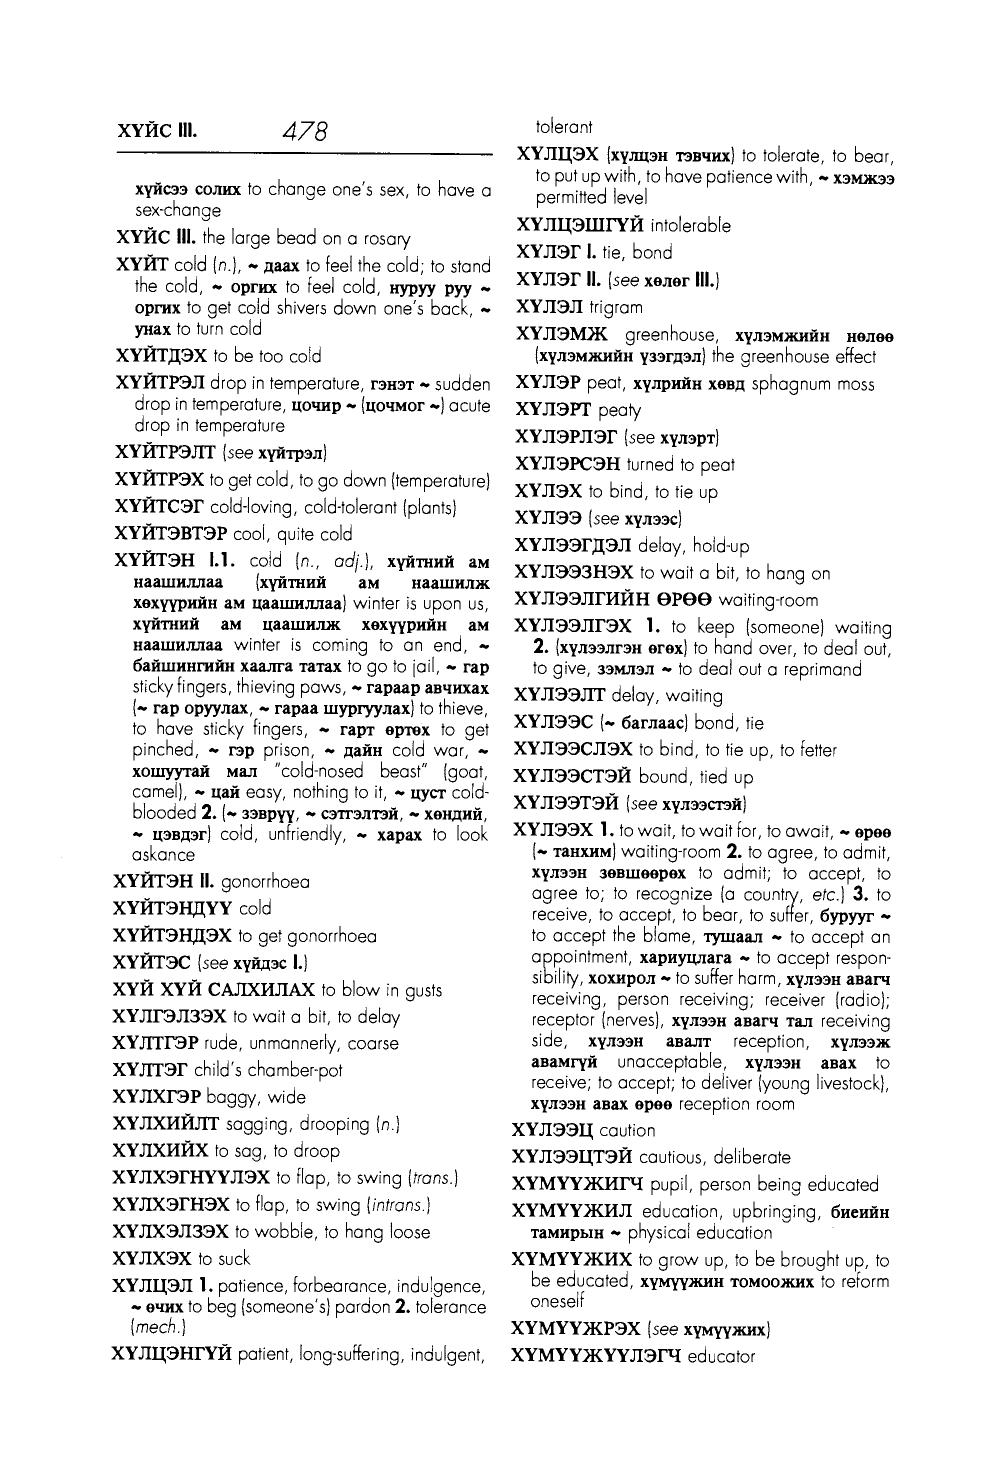 ХҮЙС III. 478
хүйсээ солих to change one's sex, to have a
sex-change
ХҮЙС III. the large bead on a rosary
ХҮЙТ cold (n.), ~ даах to feel the cold; to stand
the cold, ~ оргих to feel cold, нуруу руу ~
оргих to get cold shivers down one's back, ~
унах to turn cold
ХҮЙТДЭХ to be too cold
ХҮЙТРЭЛ drop in temperature, гэнэт ~ sudden
drop in temperature, цочир ~ (цочмог ~) acute
drop in temperature
ХҮЙТРЭЛТ (see хүйтрэл)
ХҮЙТРЭХ to get cold, to go down (temperature)
ХҮЙТСЭГ cold-loving, cold-tolerant (plants)
ХҮЙТЭВТЭР cool, quite cold
ХҮЙТЭН I.1. cold (n., adj.), хүйтний ам
наашиллаа (хүйтний ам наашилж
хөхүүрийн ам цаашиллаа) winter is upon us,
хүйтний ам цаашилж хөхүүрийн ам
наашиллаа winter is coming to an end, ~
байшингийн хаалга татах to go to jail, ~ гар
sticky fingers, thieving paws, ~ гараар авчихах
(~ гар оруулах, ~ гараа шургуулах) to thieve,
to have sticky fingers, ~ гарт өртөх to get
pinched, ~ гэр prison, ~ дайн cold war, ~
хошуутай мал "cold-nosed beast" (goat,
camel), ~ цай easy, nothing to it, ~ цуст cold-
blooded 2. (~ зэврүү, ~ сэтгэлтэй, ~ хөндий,
~ цэвдэг) cold, unfriendly, ~ харах to look
askance
ХҮЙТЭН II. gonorrhoea
ХҮЙТЭНДҮҮ cold
ХҮЙТЭНДЭХ to get gonorrhoea
ХҮЙТЭС (see хүйдэс I.)
ХҮЙ ХҮЙ САЛХИЛАХ to blow in gusts
ХҮЛГЭЛЗЭХ to wait a bit, to delay
ХҮЛТГЭР rude, unmannerly, coarse
ХҮЛТЭГ child's chamber-pot
ХҮЛХГЭР baggy, wide
ХҮЛХИЙЛТ sagging, drooping (n.)
ХҮЛХИЙХ to sag, to droop
ХҮЛХЭГНҮҮЛЭХ to flap, to swing (trans.)
ХҮЛХЭГНЭХ to flap, to swing (intrans.)
ХҮЛХЭЛЗЭХ to wobble, to hang loose
ХҮЛХЭХ to suck
ХҮЛЦЭЛ 1. patience, forbearance, indulgence,
~ өчих to beg (someone's) pardon 2. tolerance
(mech.)
ХҮЛЦЭНГҮЙ patient, long-suffering, indulgent,
tolerant
ХҮЛЦЭХ (хүлцэн тэвчих) to tolerate, to bear,
to put up with, to have patience with, ~ хэмжээ
permitted level
ХҮЛЦЭШГҮЙ intolerable
ХҮЛЭГ I. tie, bond
ХҮЛЭГ II. (see хөлөг III.)
ХҮЛЭЛ trigram
ХҮЛЭМЖ greenhouse, хүлэмжийн нөлөө
(хүлэмжийн үзэгдэл) the greenhouse effect
ХҮЛЭР peat, хүлрийн хөвд sphagnum moss
ХҮЛЭРТ peaty
ХҮЛЭРЛЭГ (see хүлэрт)
ХҮЛЭРСЭН turned to peat
ХҮЛЭХ to bind, to tie up
ХҮЛЭЭ (see хүлээс)
ХҮЛЭЭГДЭЛ delay, hold-up
ХҮЛЭЭЗНЭХ to wait a bit, to hang on
ХҮЛЭЭЛГИЙН ӨРӨӨ waiting-room
ХҮЛЭЭЛГЭХ 1. to keep (someone) waiting
2. (хүлээлгэн өгөх) to hand over, to deal out,
to give, зэмлэл ~ to deal out a reprimand
ХҮЛЭЭЛТ delay, waiting
ХҮЛЭЭС (~ баглаас) bond, tie
ХҮЛЭЭСЛЭХ to bind, to tie up, to fetter
ХҮЛЭЭСТЭЙ bound, tied up
ХҮЛЭЭТЭЙ (see хүлээстэй)
ХҮЛЭЭХ 1. to wait, to wait for, to await, ~ өрөө
(~ танхим) waiting-room 2. to agree, to admit,
хүлээн зөвшөөрөх to admit; to accept, to
agree to; to recognize (a country, etc.) 3. to
receive, to accept, to bear, to suffer, бурууг ~
to accept the blame, тушаал ~ to accept an
appointment, хариуцлага ~ to accept respon-
sibility, хохирол ~ to suffer harm, хүлээн авагч
receiving, person receiving; receiver (radio);
receptor (nerves), хүлээн авагч тал receiving
side, хүлээн авалт reception, хүлээж
авамгүй unacceptable, хүлээн авах to
receive; to accept; to deliver (young livestock),
хүлээн авах өрөө reception room
ХҮЛЭЭЦ caution
ХҮЛЭЭЦТЭЙ cautious, deliberate
ХҮМҮҮЖИГЧ pupil, person being educated
ХҮМҮҮЖИЛ education, upbringing, биеийн
тамирын ~ physical education
ХҮМҮҮЖИХ to grow up, to be brought up, to
be educated, хүмүүжин томоожих to reform
oneself
ХҮМҮҮЖРЭХ (see хүмүүжих)
ХҮМҮҮЖҮҮЛЭГЧ educator